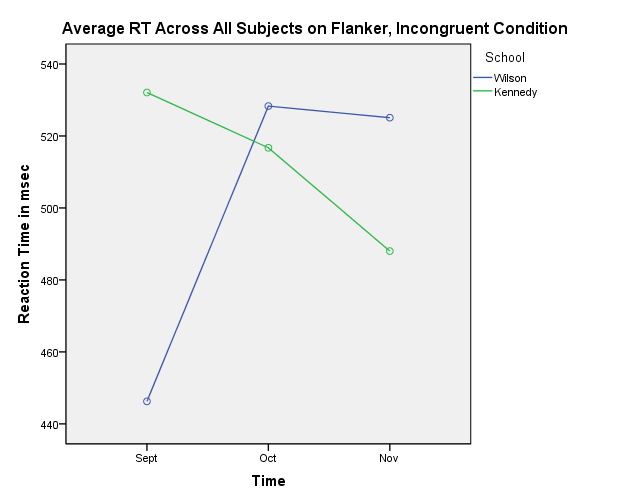 Average RT Across All Subjects on Flanker, Incongruent Condition
School
Wilson
Kennedy
Reaction Time in msec
540
520
500
480
460
440
Sept Oct Nov
Time